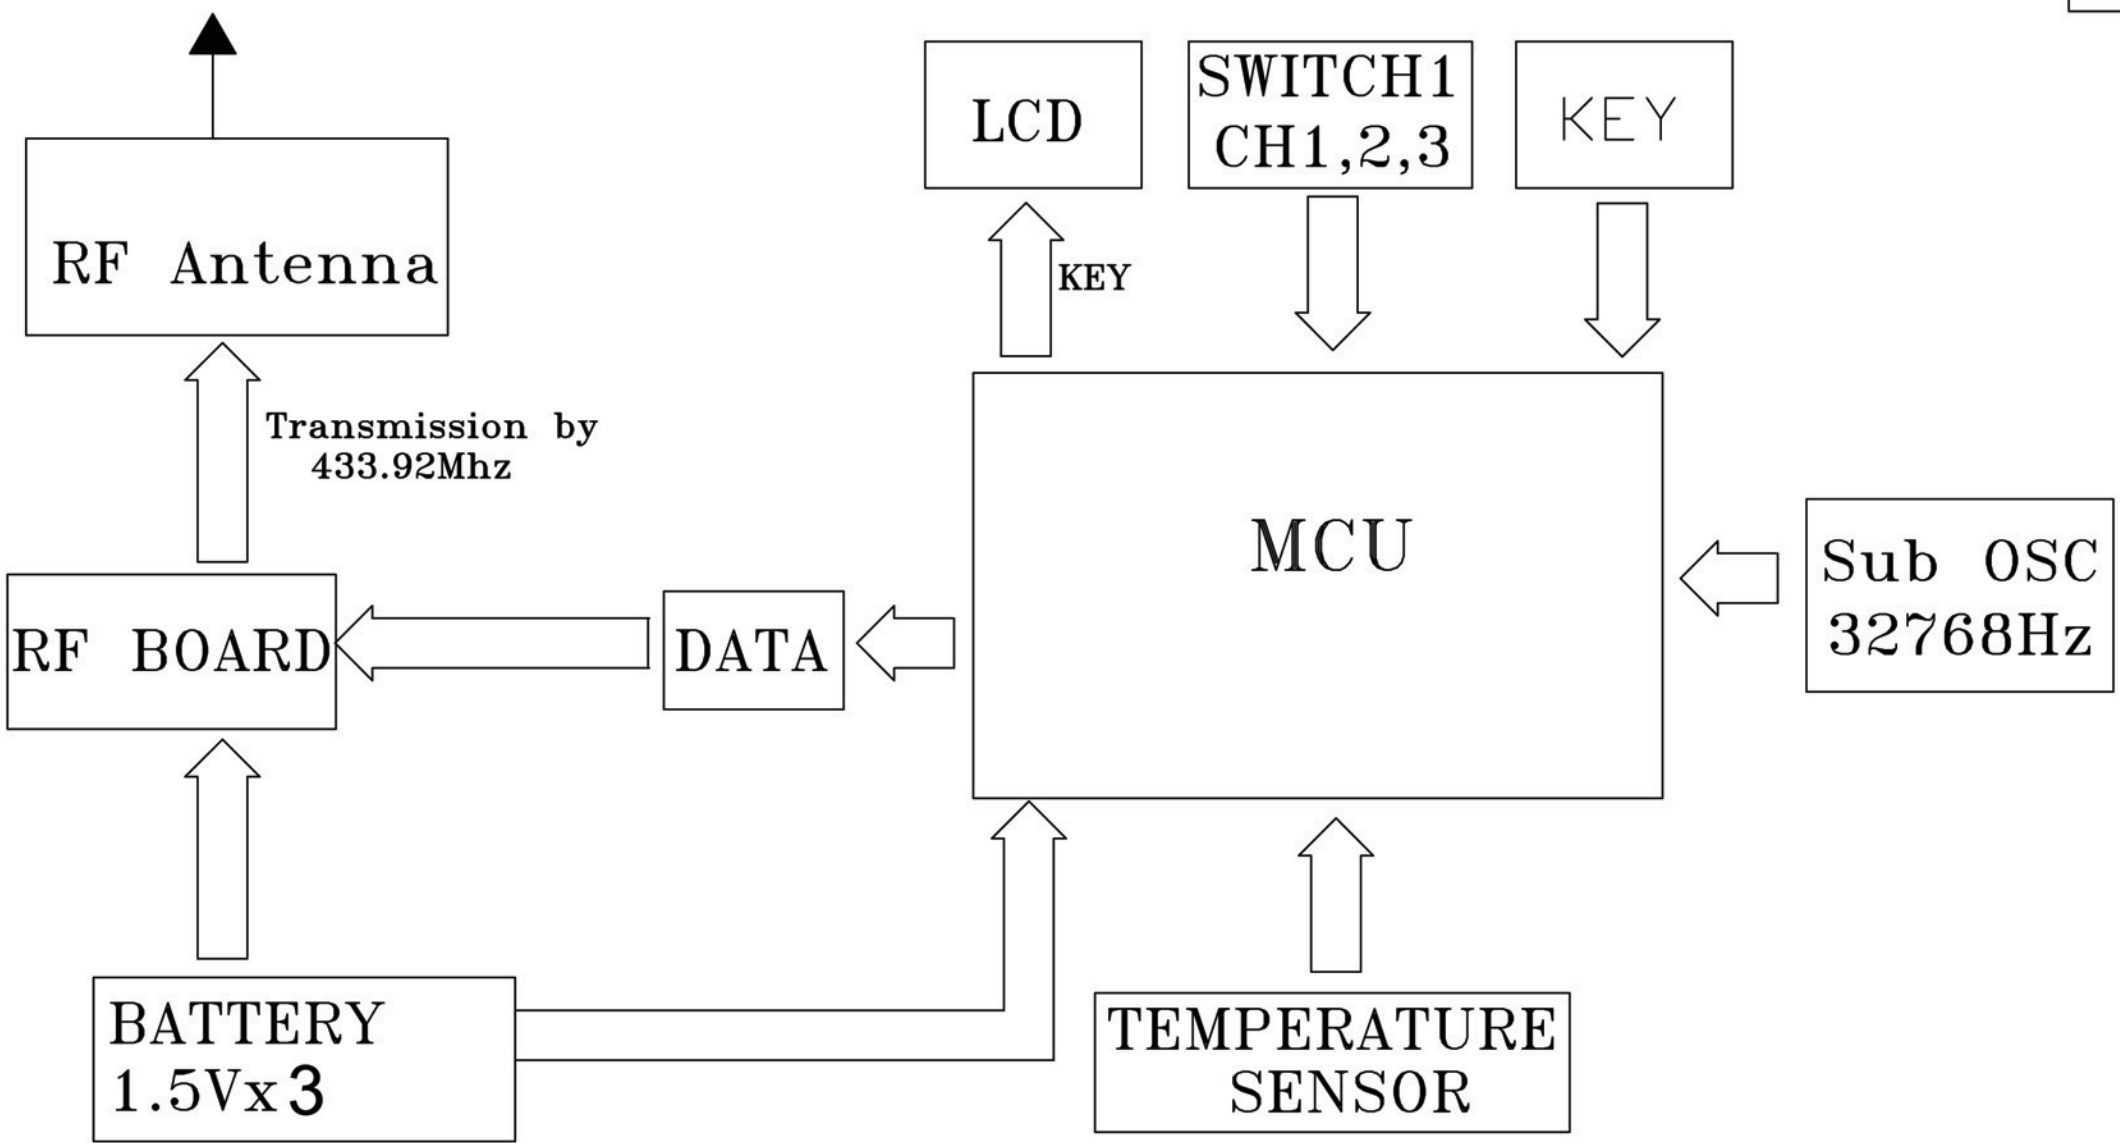 LCD
SWITCH1
CH1,2,3
KEY
RF Antenna
KEY
Transmission by
433.92Mhz
MCU
Sub OSC
32768Hz
RF BOARD
DATA
BATTERY
1.5Vx3
TEMPERATURE
SENSOR